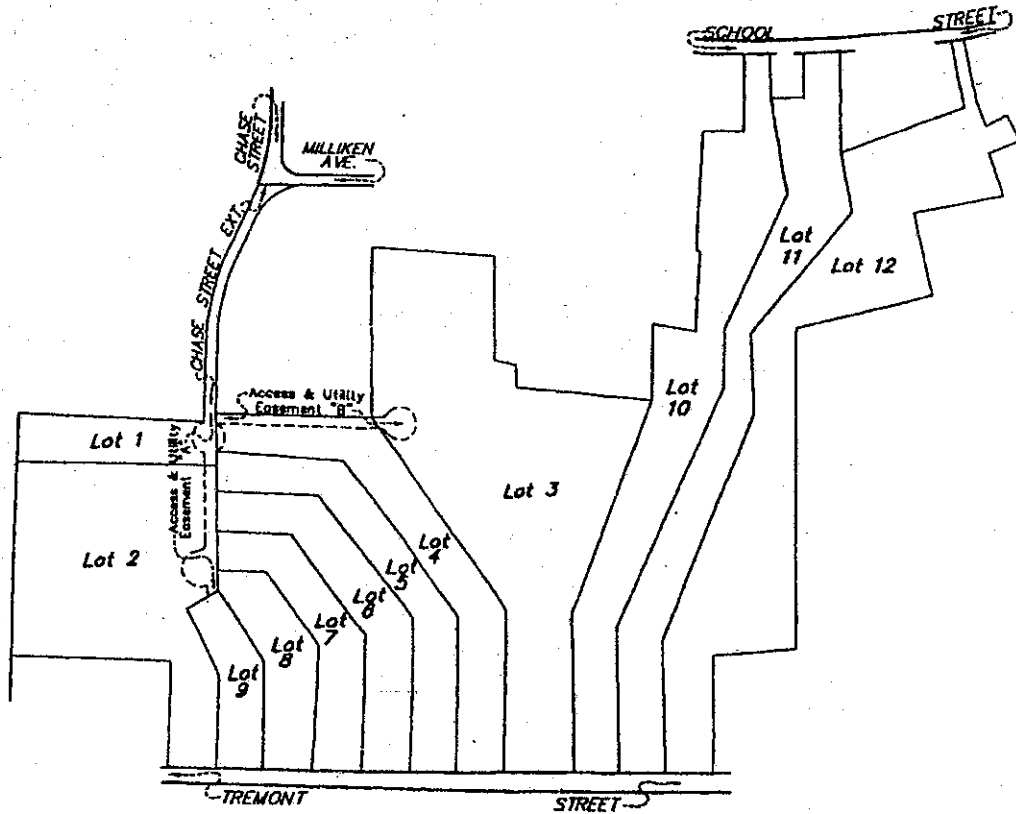 SCHOOL
STREET
CHASE
STREET
MILLIKEN
AVE.
CHASE STREET EXT.
Lot
11
Lot 12
Access & Utility
Easement "B"
Lot
10
Lot 1
Access & Utility
Easement "A"
Lot 3
Lot 2
Lot
4
Lot
5
Lot
6
Lot
7
Lot
8
Lot
9
TREMONT
STREET